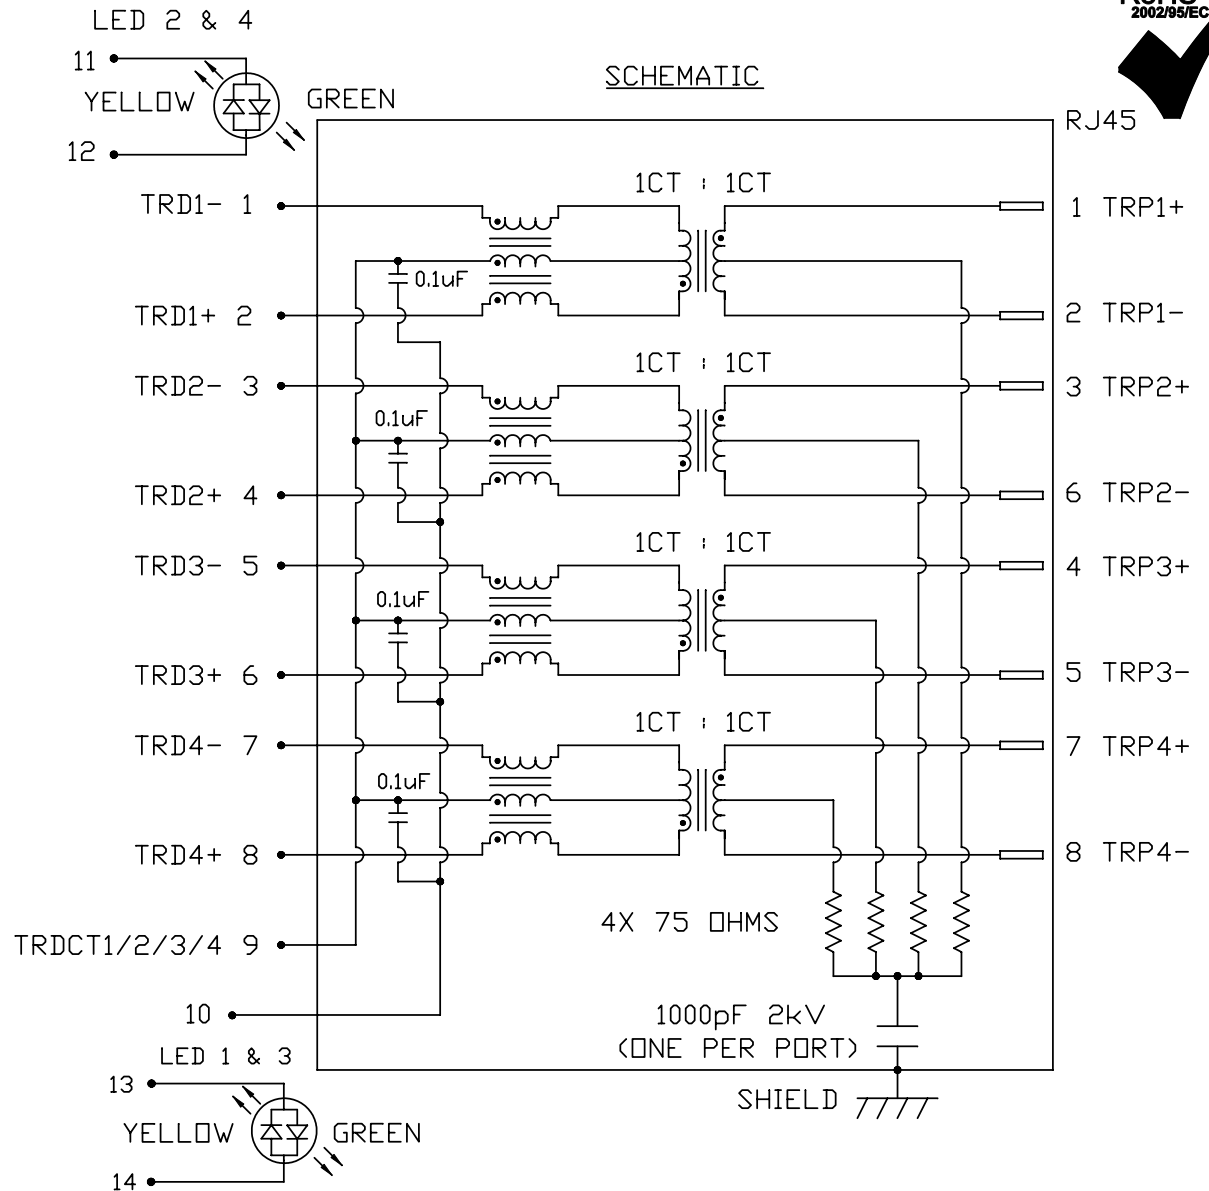 2002/95/EC
LED 2 & 4
11
YELLOW
GREEN
12
SCHEMATIC
RJ45
1CT : 1CT
TRD1- 1
1 TRP1+
0.1uF
TRD1+ 2
2 TRP1-
1CT : 1CT
TRD2- 3
3 TRP2+
0.1uF
TRD2+ 4
6 TRP2-
1CT : 1CT
TRD3- 5
4 TRP3+
0.1uF
TRD3+ 6
5 TRP3-
1CT : 1CT
TRD4- 7
7 TRP4+
0.1uF
TRD4+ 8
8 TRP4-
4X 75 OHMS
TRDCT1/2/3/4 9
10
1000pF 2kV
(ONE PER PORT)
LED 1 & 3
13
YELLOW
GREEN
14
SHIELD